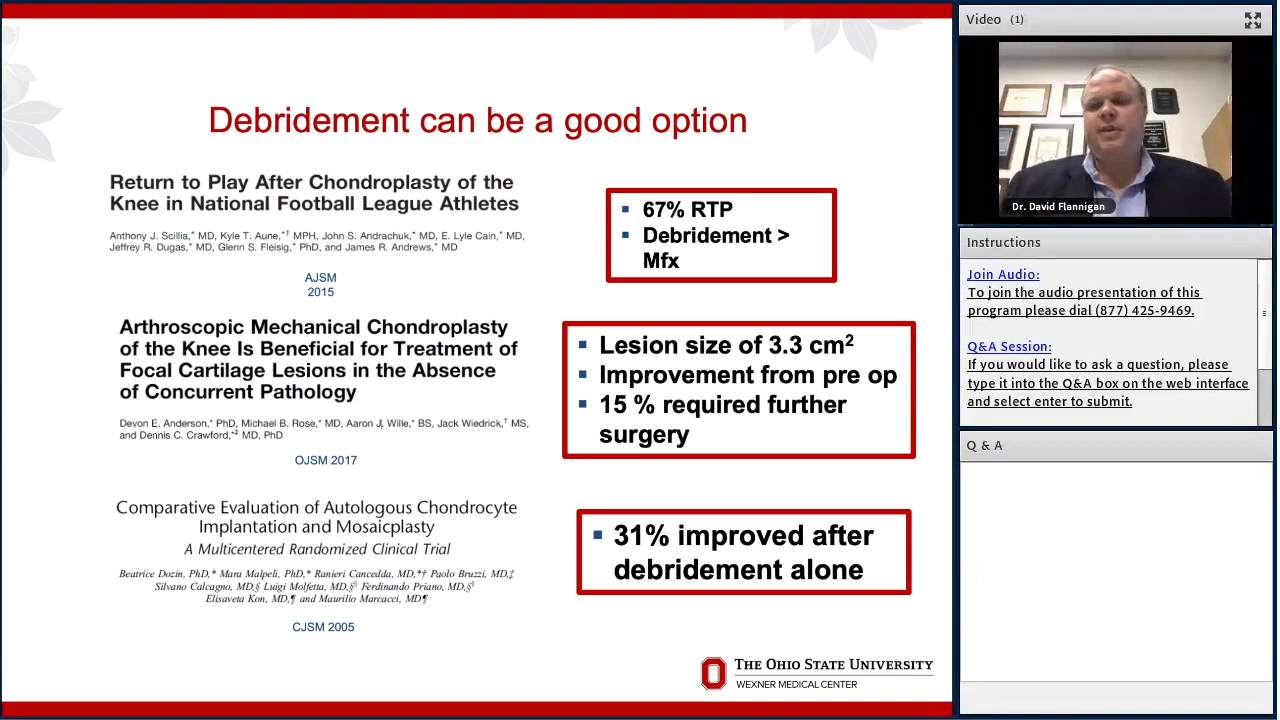 Debridement can be a good option
Return to Play After Chondroplasty of the
Knee in National Football League Athletes
Anthony J. Scillia,* MD, Kyle T. Aune,*† MPH, John S. Andrachuk,* MD, E. Lyle Cain,* MD,
Jeffrey R. Dugas,* MD, Glenn S. Fleisig,* PhD, and James R. Andrews,* MD
AJSM
2015
▪ 67% RTP
▪ Debridement >
Mfx
Arthroscopic Mechanical Chondroplasty
of the Knee Is Beneficial for Treatment of
Focal Cartilage Lesions in the Absence
of Concurrent Pathology
Devon E. Anderson,* PhD, Michael B. Rose,* MD, Aaron J. Wille,* BS, Jack Wiedrick,† MS,
and Dennis C. Crawford,*‡ MD, PhD
OJSM 2017
▪ Lesion size of 3.3 cm²
▪ Improvement from pre op
▪ 15 % required further
surgery
Comparative Evaluation of Autologous Chondrocyte
Implantation and Mosaicplasty
A Multicentered Randomized Clinical Trial
Beatrice Dozin, PhD,* Mara Malpeli, PhD,* Ranieri Cancedda, MD,*† Paolo Bruzzi, MD,‡
Silvano Calcagno, MD,§ Luigi Molfetta, MD,§∥ Ferdinando Priano, MD,§∥
Elisaveta Kon, MD,¶ and Maurilio Marcacci, MD¶
CJSM 2005
▪ 31% improved after
debridement alone
THE OHIO STATE UNIVERSITY
WEXNER MEDICAL CENTER
Video (1)
Dr. David Flannigan
Instructions
Join Audio:
To join the audio presentation of this
program please dial (877) 425-9469.
Q&A Session:
If you would like to ask a question, please
type it into the Q&A box on the web interface
and select enter to submit.
Q & A